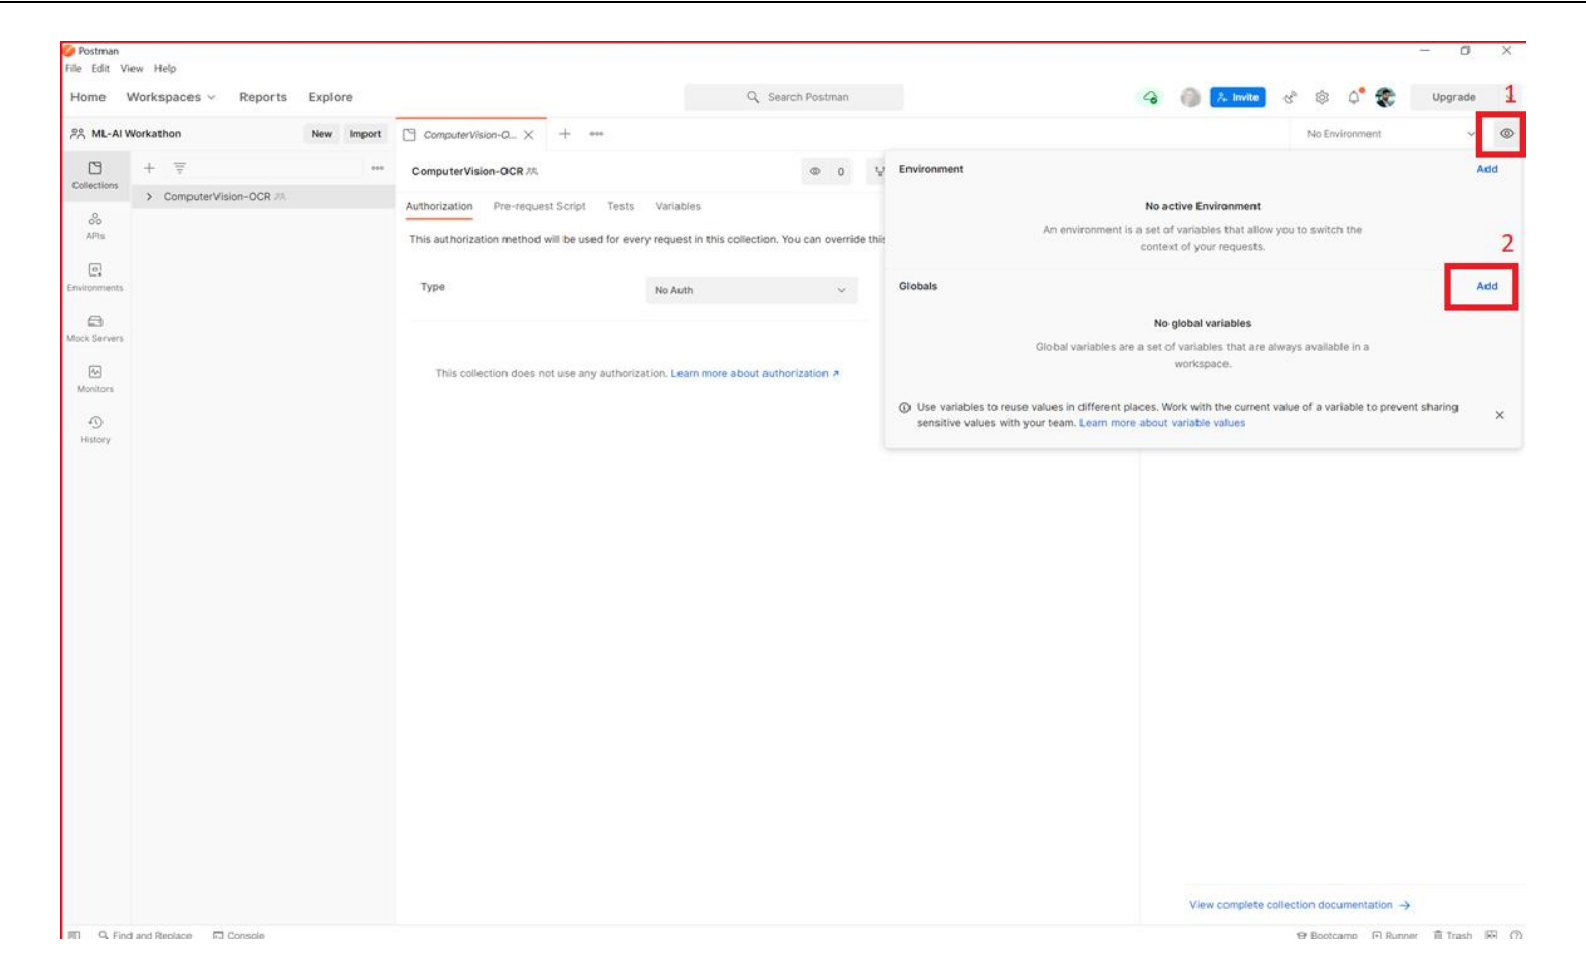 Postman
File Edit View Help
Home Workspaces Reports Explore Search Postman Invite Upgrade 1
ML-AI Workathon New Import ComputerVision-O... No Environment
Collections
ComputerVision-OCR
APIs
Environments
Mock Servers
Monitors
History
ComputerVision-OCR 0
Authorization Pre-request Script Tests Variables
This authorization method will be used for every request in this collection. You can override this
Type No Auth
This collection does not use any authorization. Learn more about authorization
Environment Add
No active Environment
An environment is a set of variables that allow you to switch the
context of your requests.
2
Globals Add
No global variables
Global variables are a set of variables that are always available in a
workspace.
Use variables to reuse values in different places. Work with the current value of a variable to prevent sharing
sensitive values with your team. Learn more about variable values
View complete collection documentation →
Find and Replace Console Bootcamp Runner Trash